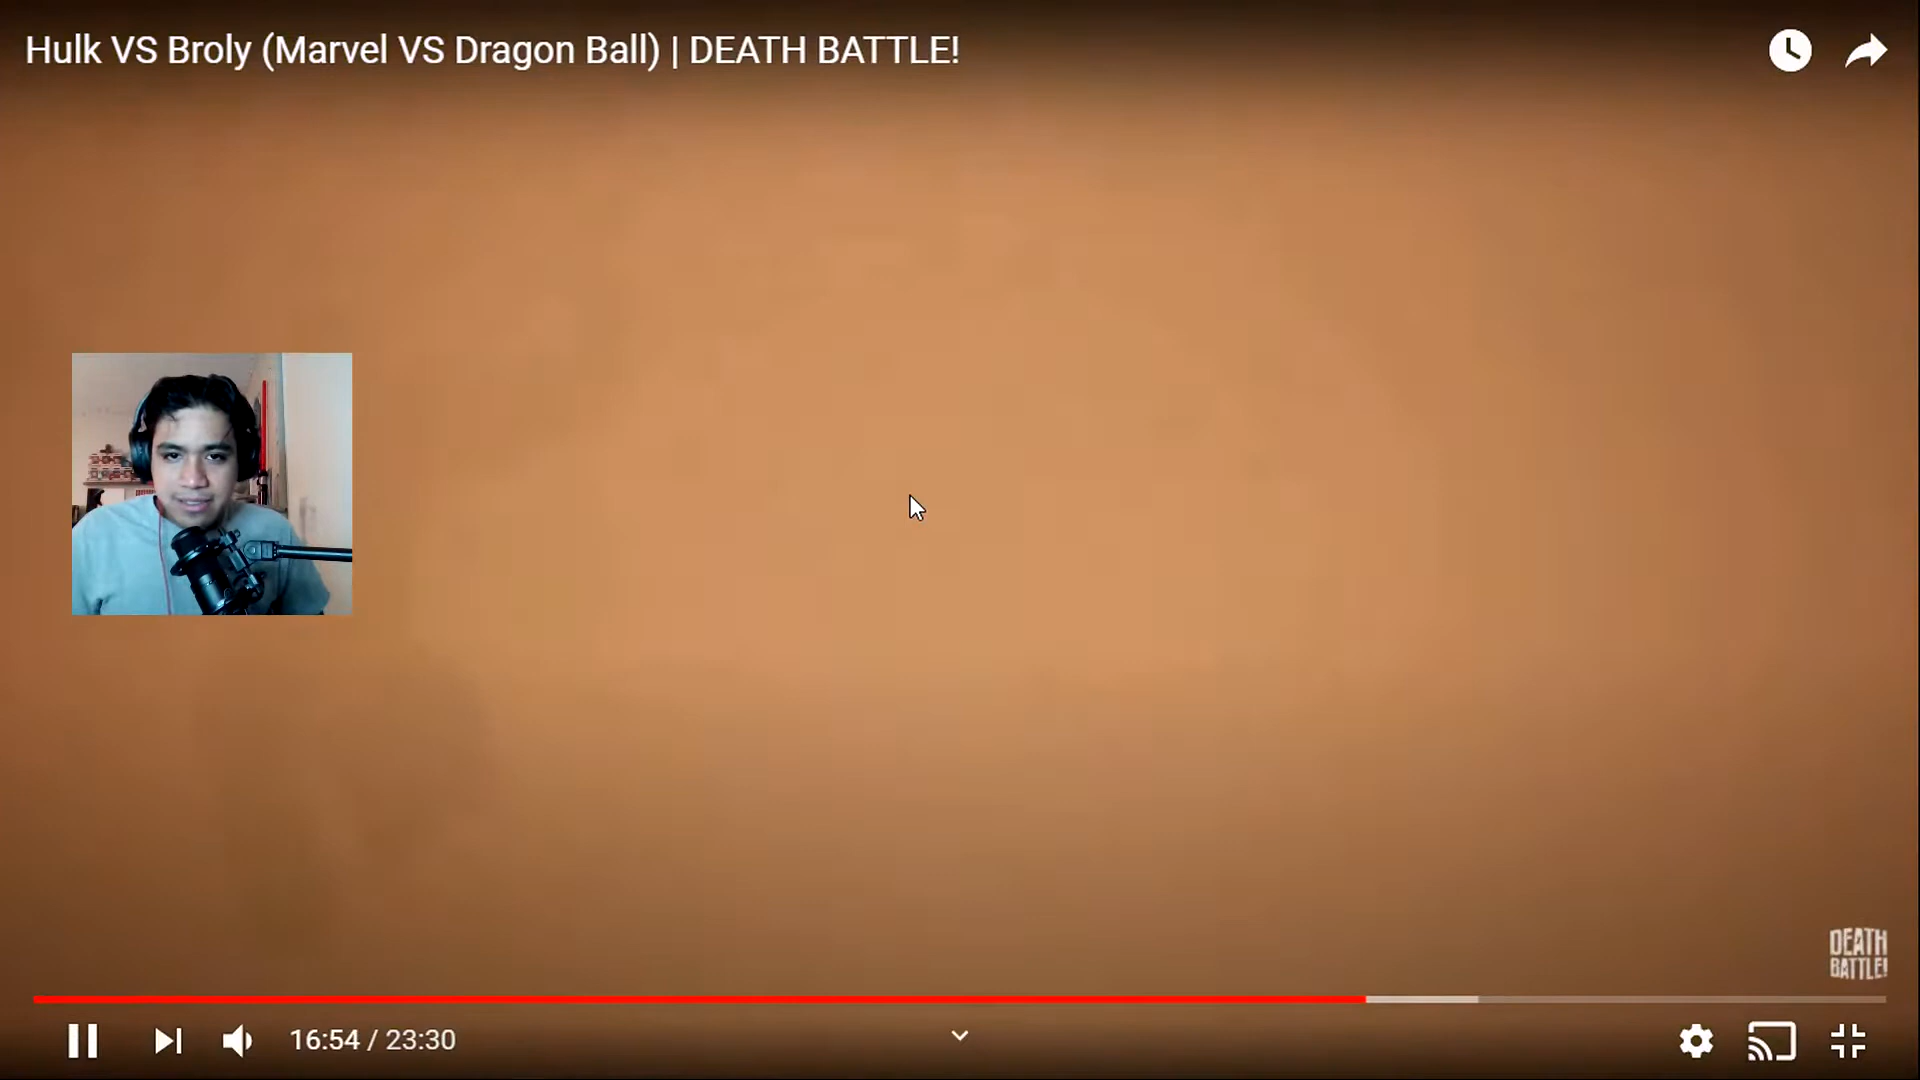 Hulk VS Broly (Marvel VS Dragon Ball) | DEATH BATTLE!
DEATH
BATTLE!
16:54 / 23:30